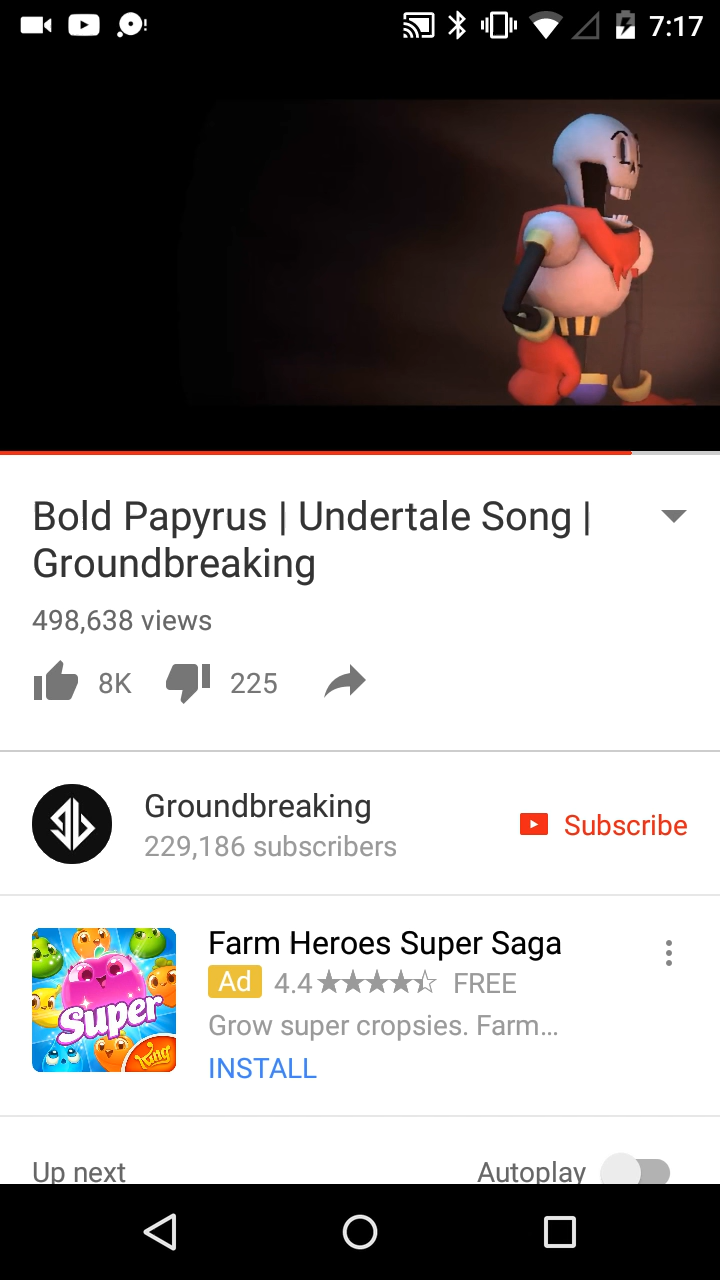 7:17
Bold Papyrus | Undertale Song |
Groundbreaking
498,638 views
8K 225
Groundbreaking
229,186 subscribers
Subscribe
Super
King
Farm Heroes Super Saga
Ad 4.4 FREE
Grow super cropsies. Farm...
INSTALL
Up next Autoplay